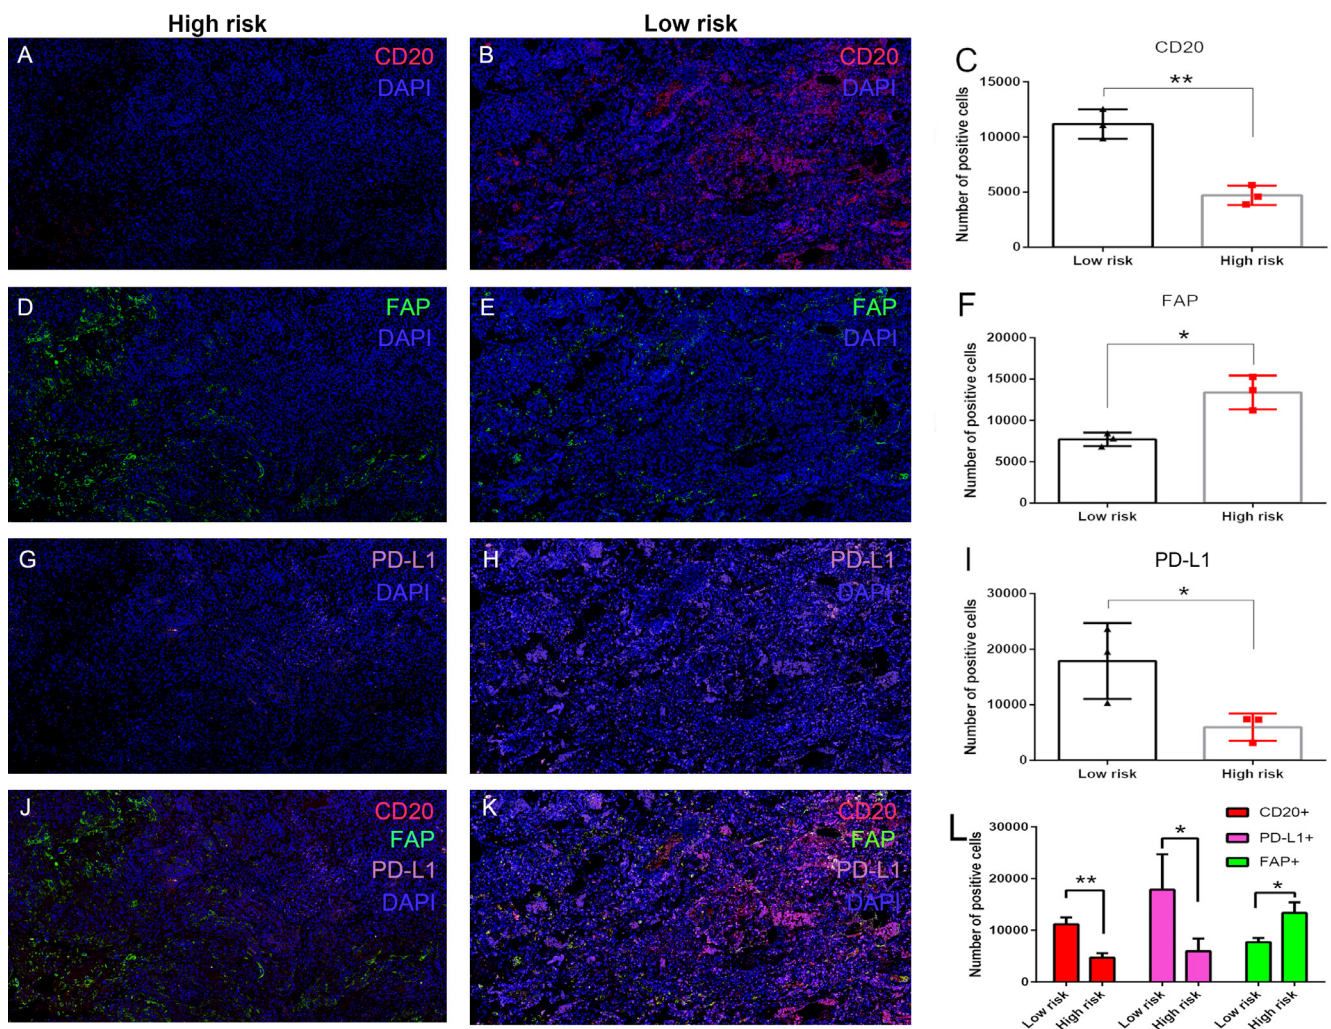 High risk
Low risk
A
CD20
DAPI
B
CD20
DAPI
C
CD20
Number of positive cells
15000
10000
5000
0
Low risk
High risk
**
D
FAP
DAPI
E
FAP
DAPI
F
FAP
Number of positive cells
20000
15000
10000
5000
0
Low risk
High risk
*
G
PD-L1
DAPI
H
PD-L1
DAPI
I
PD-L1
Number of positive cells
30000
20000
10000
0
Low risk
High risk
*
J
CD20
FAP
PD-L1
DAPI
K
CD20
FAP
PD-L1
DAPI
L
CD20+
PD-L1+
FAP+
Number of positive cells
30000
20000
10000
0
**
*
*
Low risk
High risk
Low risk
High risk
Low risk
High risk